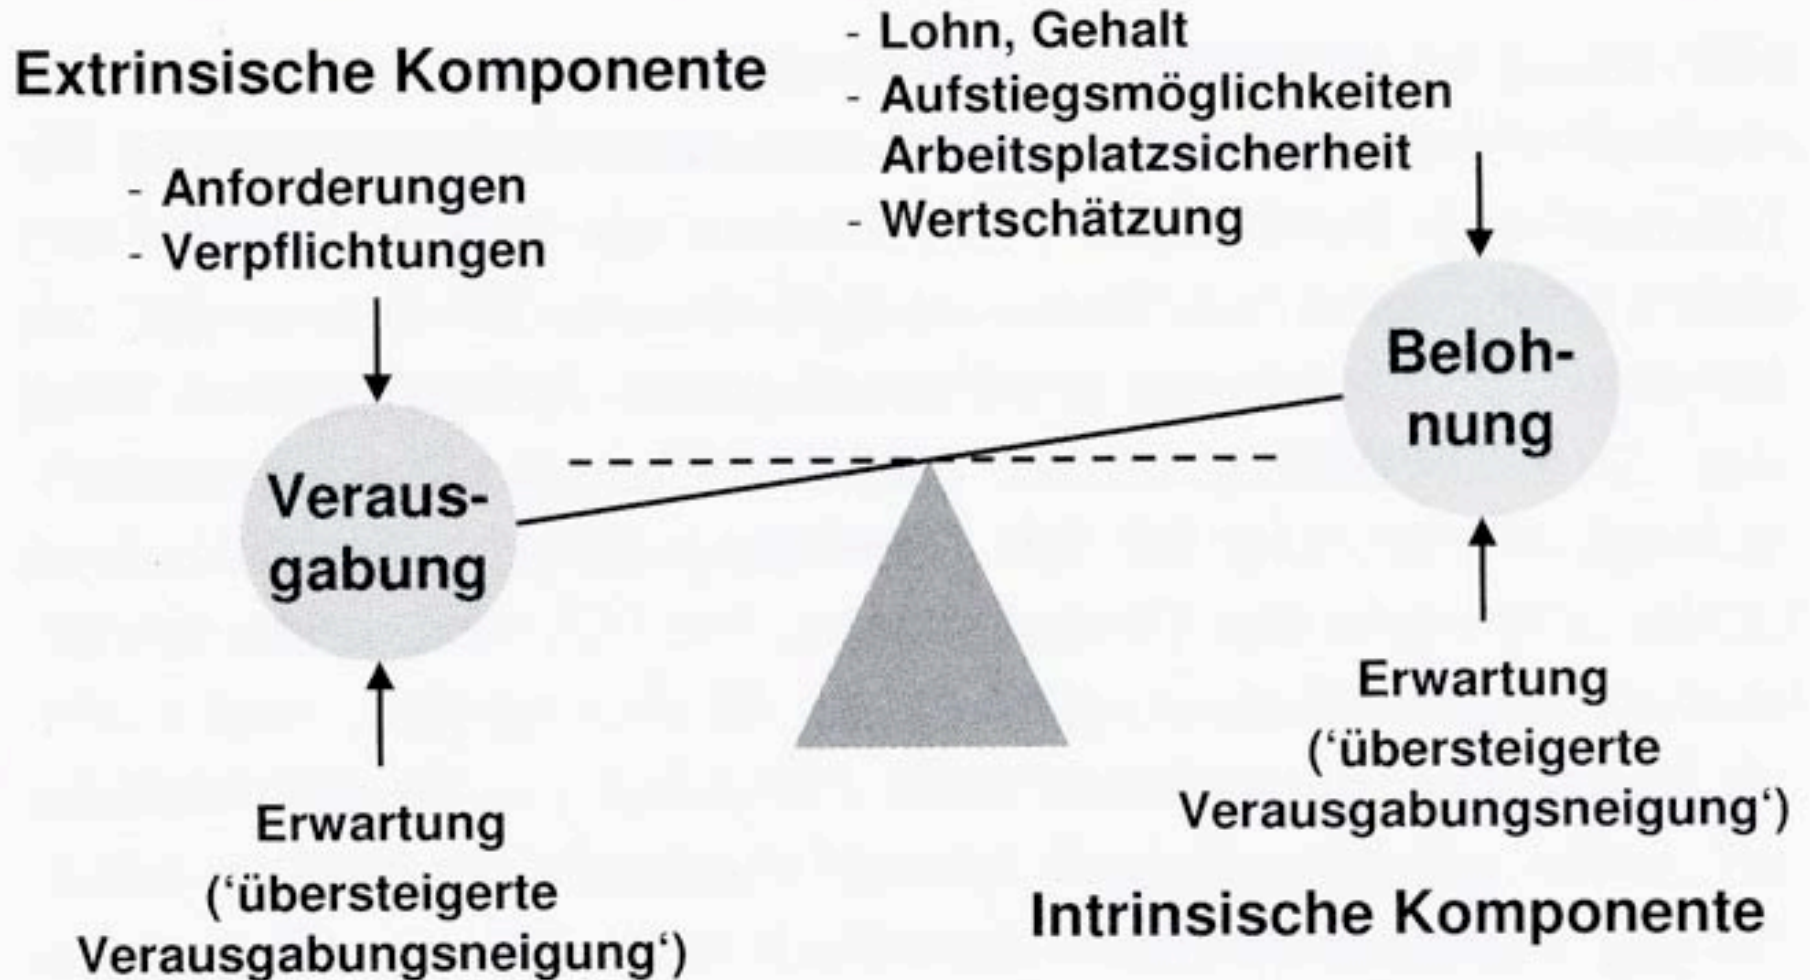 Extrinsische Komponente
- Anforderungen
- Verpflichtungen
- Lohn, Gehalt
- Aufstiegsmöglichkeiten
Arbeitsplatzsicherheit
- Wertschätzung
Veraus-
gabung
Beloh-
nung
Erwartung
(‘übersteigerte
Verausgabungsneigung‘)
Erwartung
(‘übersteigerte
Verausgabungsneigung‘)
Intrinsische Komponente